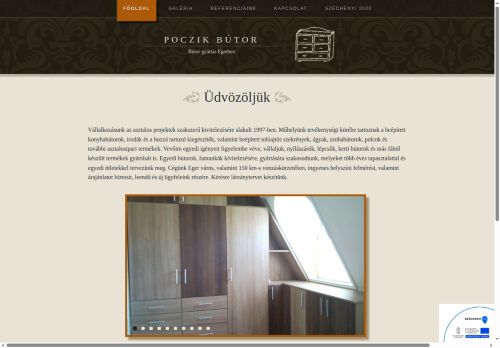 FŐOLDAL GALÉRIA REFERENCIÁINK KAPCSOLAT SZÉCHENYI 2020
POCZIK BÚTOR
Bútor gyártás Egerben
Üdvözöljük
Vállalkozásunk az asztalos projektek szakszerű kivitelezésére alakult 1997-ben. Műhelyünk tevékenységi körébe tartoznak a beépített
konyhabútorok, irodák és a hozzá tartozó kiegészítők, valamint beépített tolóajtós szekrények, ágyak, szobabútorok, polcok és
további asztalosipari termékek. Vevőim egyedi igényeit figyelembe véve, vállaljuk, nyílászárók, lépcsők, kerti bútorok és más fából
készült termékek gyártását is. Egyedi bútorok, famunkák kivitelezésére, gyártására szakosodtunk, melyeket több éves tapasztalattal és
egyedi ötletekkel tervezünk meg. Cégünk Eger város, valamint 150 km-s vonzáskörzetében, ingyenes helyszíni felmérést, valamint
árajánlatot biztosít, leendő és új ügyfeleink részére. Kérésre látványtervet készítünk.